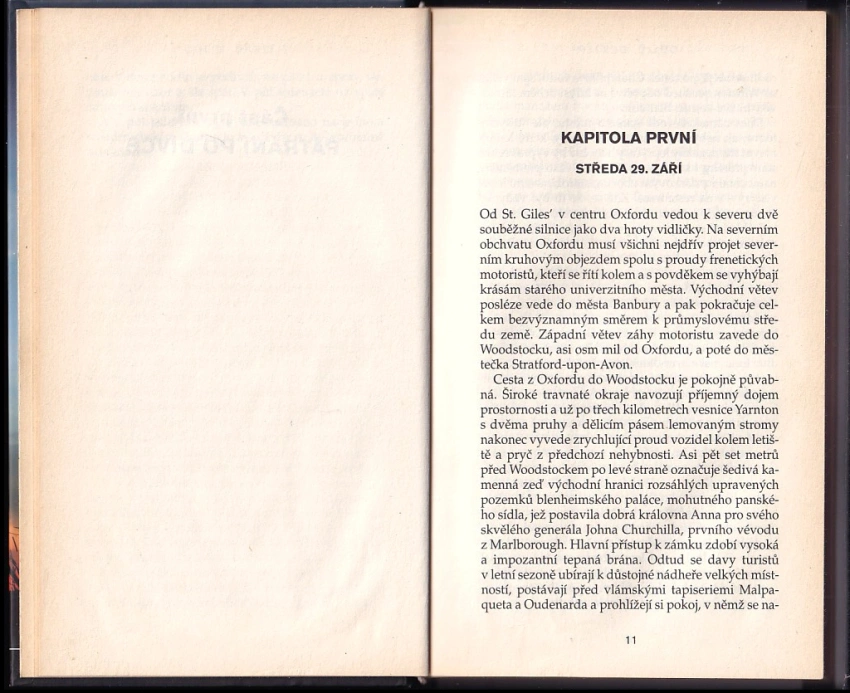 KAPITOLA PRVNÍ
STŘEDA 29. ZÁŘÍ
Od St. Giles' v centru Oxfordu vedou k severu dvě
souběžné silnice jako dva hroty vidličky. Na severním
obchvatu Oxfordu musí všichni nejdřív projet sever-
ním kruhovým objezdem spolu s proudy frenetických
motoristů, kteří se řítí kolem a s povděkem se vyhýbají
krásám starého univerzitního města. Východní větev
posléze vede do města Banbury a pak pokračuje cel-
kem bezvýznamným směrem k průmyslovému stře-
du země. Západní větev záhy motoristu zavede do
Woodstocku, asi osm mil od Oxfordu, a poté do měs-
tečka Stratford-upon-Avon.
Cesta z Oxfordu do Woodstocku je pokojně půvab-
ná. Široké travnaté okraje navozují příjemný dojem
prostornosti a už po třech kilometrech vesnice Yarnton
s dvěma pruhy a dělicím pásem lemovaným stromy
nakonec vyvede zrychlující proud vozidel kolem letiš-
tě a pryč z předchozí nehybnosti. Asi pět set metrů
před Woodstockem po levé straně označuje šedivá ka-
menná zeď východní hranici rozsáhlých upravených
pozemků blenheimského paláce, mohutného panské-
ho sídla, jež postavila dobrá královna Anna pro svého
skvělého generála Johna Churchilla, prvního vévodu
z Marlborough. Hlavní přístup k zámku zdobí vysoká
a impozantní tepaná brána. Odtud se davy turistů
v letní sezoně ubírají k důstojné nádheře velkých míst-
ností, postávají před vlámskými tapiseriemi Malpa-
queta a Oudenarda a prohlížejí si pokoj, v němž se na-
11